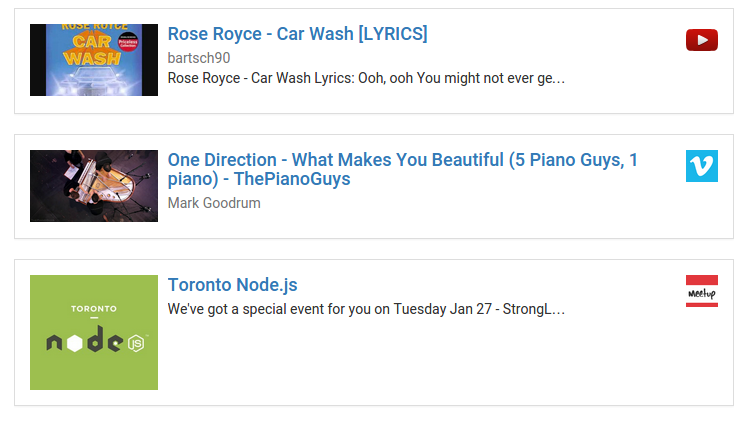 ROSE ROYCE
CAR
WASH
Priceless
Collection
Rose Royce - Car Wash [LYRICS]
bartsch90
Rose Royce - Car Wash Lyrics: Ooh, ooh You might not ever ge…
One Direction - What Makes You Beautiful (5 Piano Guys, 1
piano) - ThePianoGuys
Mark Goodrum
TORONTO
node
JS
Toronto Node.js
We've got a special event for you on Tuesday Jan 27 - StrongL…
Meetup